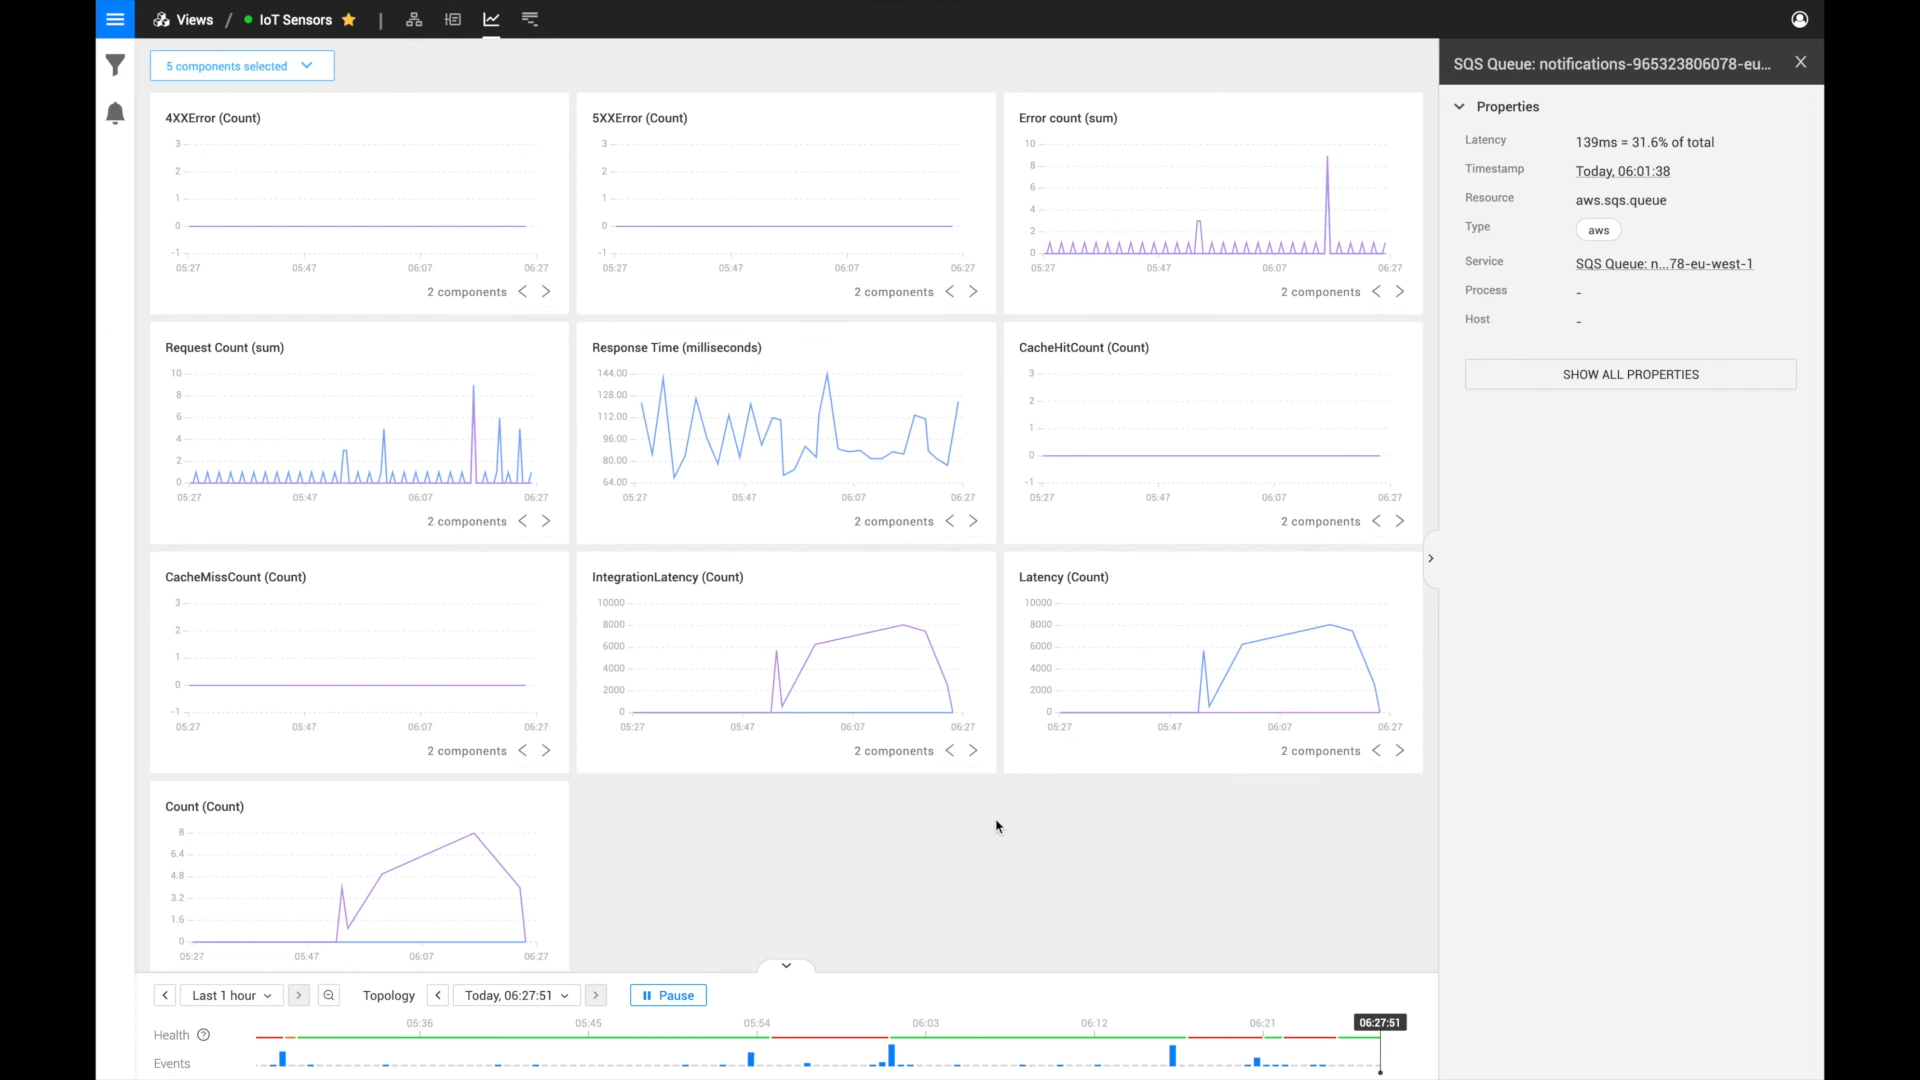 Views / IoT Sensors
5 components selected
4XXError (Count)
3
2
1
0
-1
05:27 05:47 06:07 06:27
2 components
5XXError (Count)
3
2
1
0
-1
05:27 05:47 06:07 06:27
2 components
Error count (sum)
10
8
6
4
2
0
05:27 05:47 06:07 06:27
2 components
Request Count (sum)
10
8
6
4
2
0
05:27 05:47 06:07 06:27
2 components
Response Time (milliseconds)
144.00
128.00
112.00
96.00
80.00
64.00
05:27 05:47 06:07 06:27
2 components
CacheHitCount (Count)
3
2
1
0
-1
05:27 05:47 06:07 06:27
2 components
CacheMissCount (Count)
3
2
1
0
-1
05:27 05:47 06:07 06:27
2 components
IntegrationLatency (Count)
10000
8000
6000
4000
2000
0
05:27 05:47 06:07 06:27
2 components
Latency (Count)
10000
8000
6000
4000
2000
0
05:27 05:47 06:07 06:27
2 components
Count (Count)
8
6.4
4.8
3.2
1.6
0
05:27 05:47 06:07 06:27
SQS Queue: notifications-965323806078-eu...
Properties
Latency 139ms = 31.6% of total
Timestamp Today, 06:01:38
Resource aws.sqs.queue
Type aws
Service SQS Queue: n...78-eu-west-1
Process -
Host -
SHOW ALL PROPERTIES
Last 1 hour Topology Today, 06:27:51 Pause
05:36 05:45 05:54 06:03 06:12 06:21 06:27:51
Health ?
Events